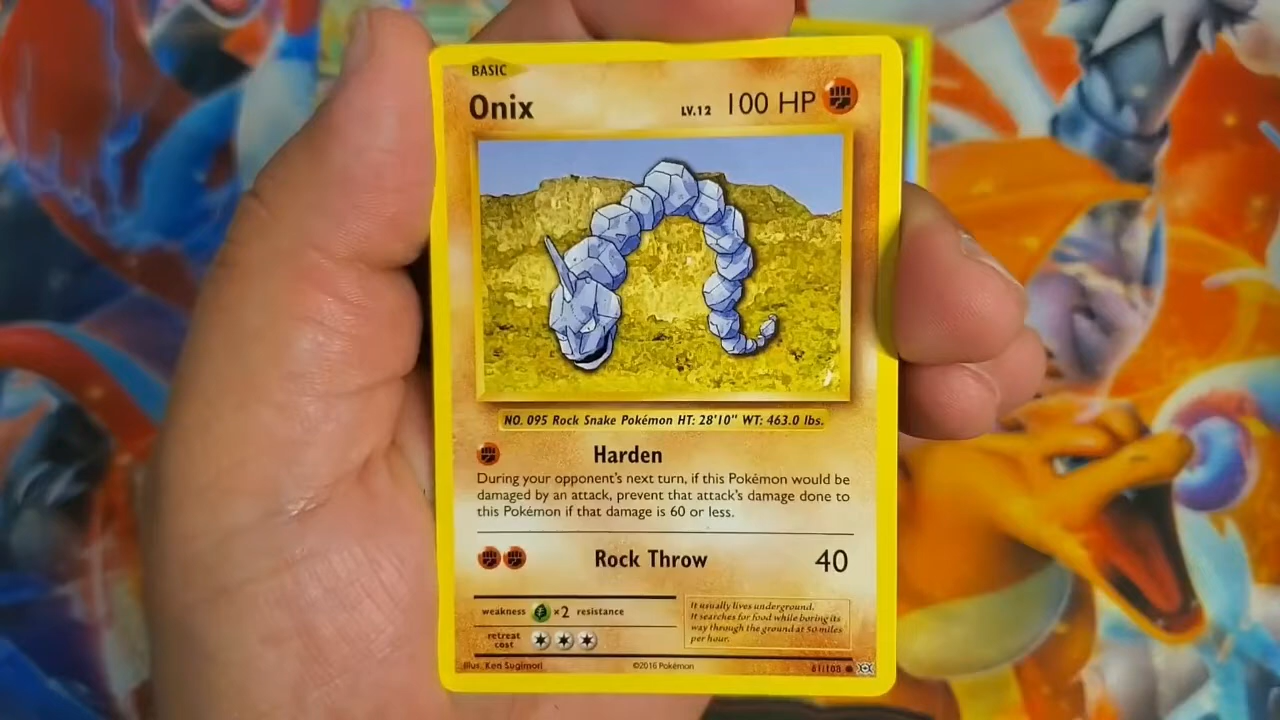 BASIC
Onix LV.12 100 HP
NO. 095 Rock Snake Pokémon HT: 28'10" WT: 463.0 lbs.
Harden
During your opponent's next turn, if this Pokémon would be
damaged by an attack, prevent that attack's damage done to
this Pokémon if that damage is 60 or less.
Rock Throw 40
weakness ×2 resistance
It usually lives underground.
It searches for food while boring its
way through the ground at 50 miles
per hour.
retreat
cost
Illus. Ken Sugimori ©2016 Pokémon 61/108